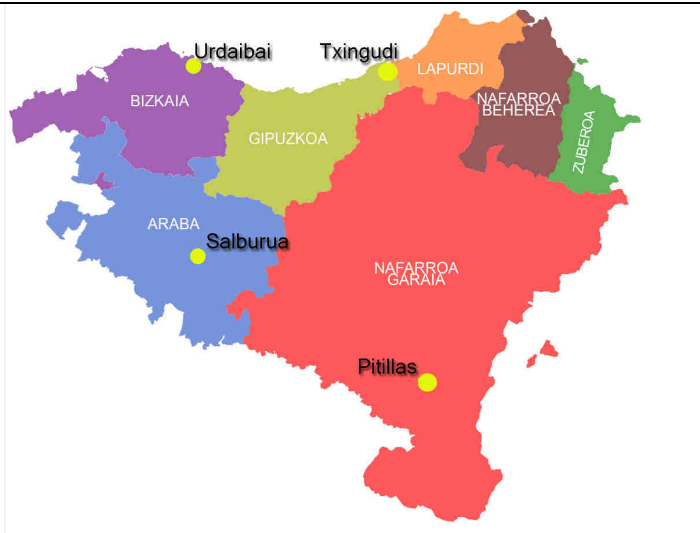 Urdaibai
Txingudi
LAPURDI
BIZKAIA
NAFARROA
BEHEREA
GIPUZKOA
ZUBEROA
ARABA
Salburua
NAFARROA
GARAIA
Pitillas